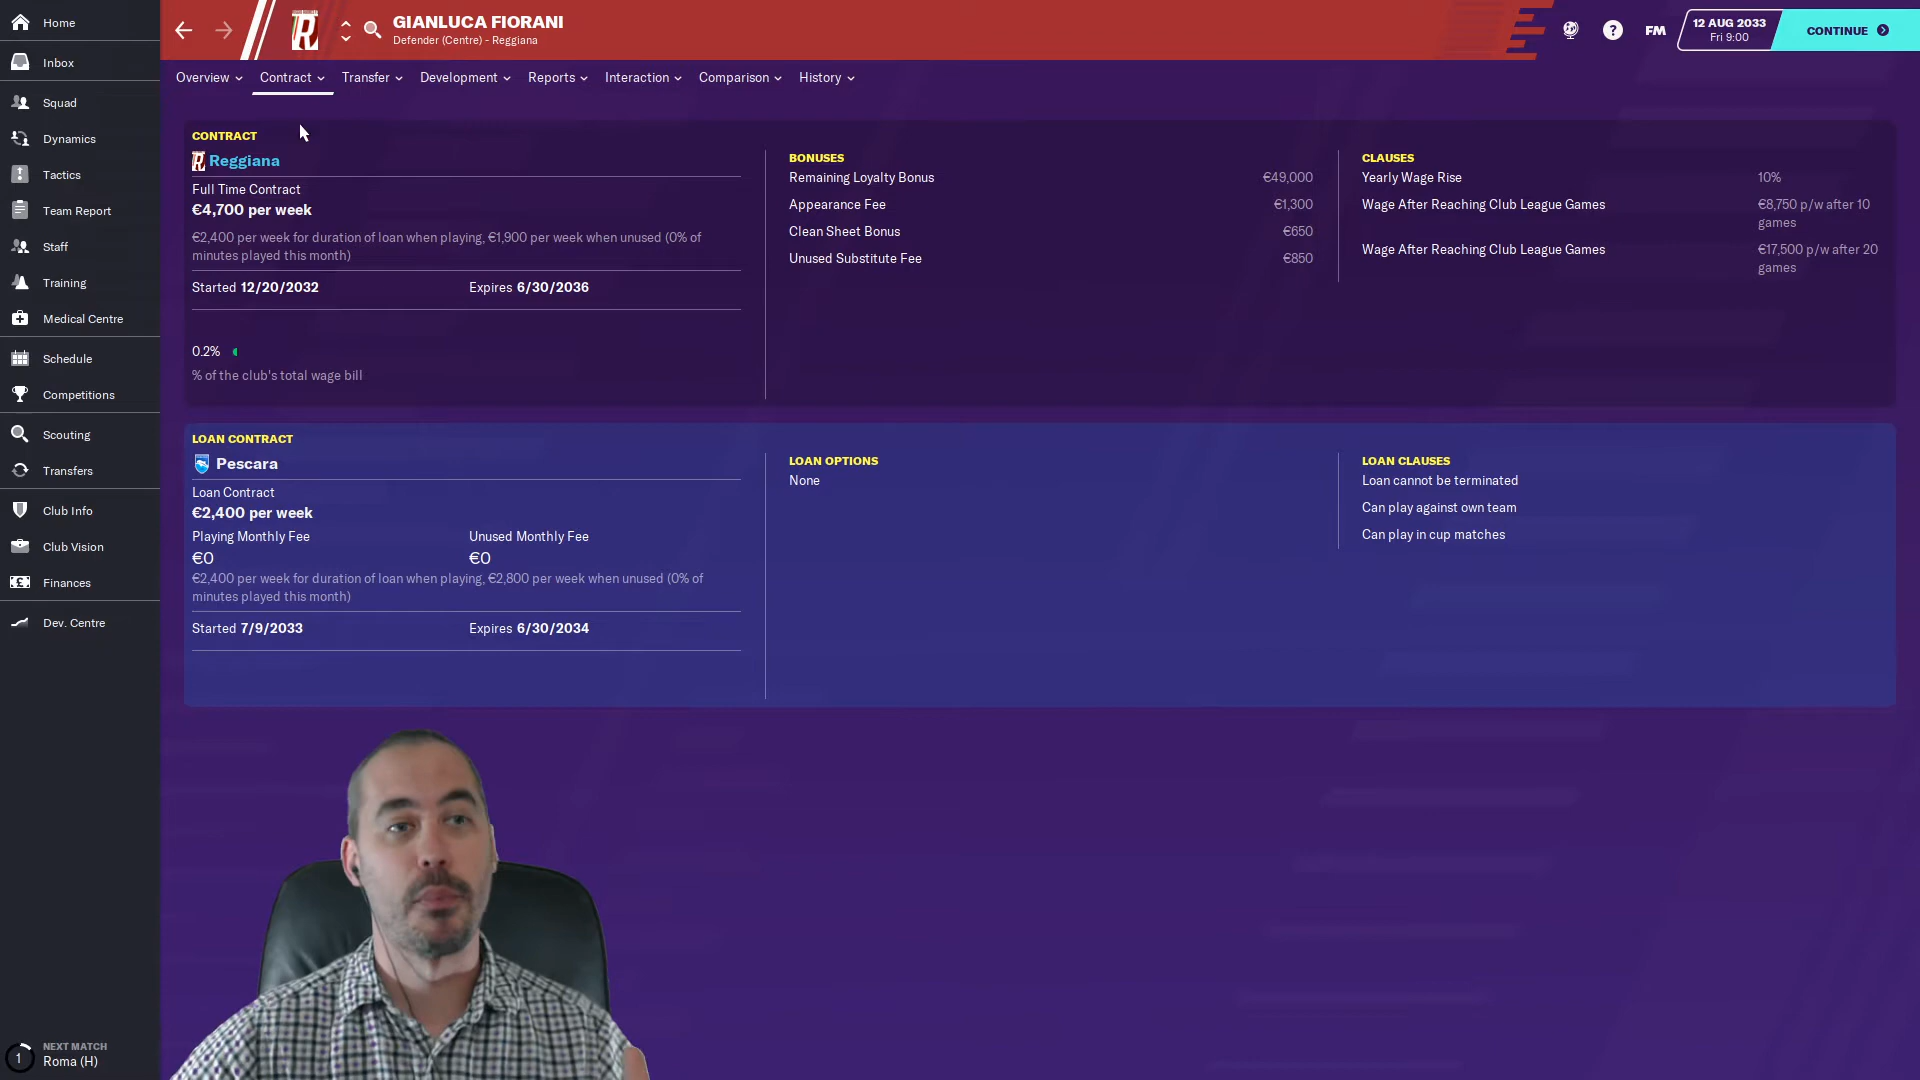 Home
Inbox
Squad
Dynamics
Tactics
Team Report
Staff
Training
Medical Centre
Schedule
Competitions
Scouting
Transfers
Club Info
Club Vision
Finances
Dev. Centre
1
NEXT MATCH
Roma (H)
R
GIANLUCA FIORANI
Defender (Centre) - Reggiana
?
FM
12 AUG 2033
Fri 9:00
CONTINUE
Overview
Contract
Transfer
Development
Reports
Interaction
Comparison
History
CONTRACT
Reggiana
Full Time Contract
€4,700 per week
€2,400 per week for duration of loan when playing, €1,900 per week when unused (0% of
minutes played this month)
Started 12/20/2032
Expires 6/30/2036
0.2%
% of the club's total wage bill
BONUSES
Remaining Loyalty Bonus €49,000
Appearance Fee €1,300
Clean Sheet Bonus €650
Unused Substitute Fee €850
CLAUSES
Yearly Wage Rise 10%
Wage After Reaching Club League Games €8,750 p/w after 10
games
Wage After Reaching Club League Games €17,500 p/w after 20
games
LOAN CONTRACT
Pescara
Loan Contract
€2,400 per week
Playing Monthly Fee
Unused Monthly Fee
€0
€0
€2,400 per week for duration of loan when playing, €2,800 per week when unused (0% of
minutes played this month)
Started 7/9/2033
Expires 6/30/2034
LOAN OPTIONS
None
LOAN CLAUSES
Loan cannot be terminated
Can play against own team
Can play in cup matches